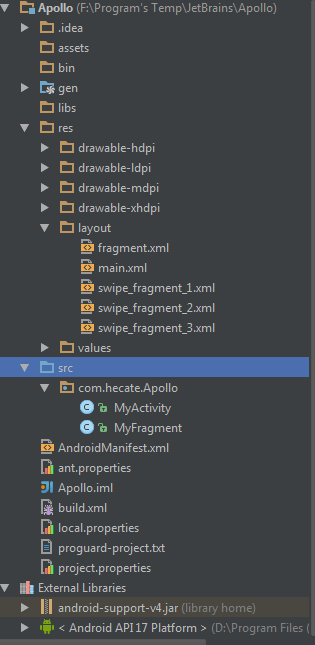 Apollo (F:\Program's Temp\JetBrains\Apollo)
.idea
assets
bin
gen
libs
res
drawable-hdpi
drawable-ldpi
drawable-mdpi
drawable-xhdpi
layout
fragment.xml
main.xml
swipe_fragment_1.xml
swipe_fragment_2.xml
swipe_fragment_3.xml
values
src
com.hecate.Apollo
C MyActivity
C MyFragment
AndroidManifest.xml
ant.properties
Apollo.iml
build.xml
local.properties
proguard-project.txt
project.properties
External Libraries
android-support-v4.jar (library home)
< Android API 17 Platform > (D:\Program Files (